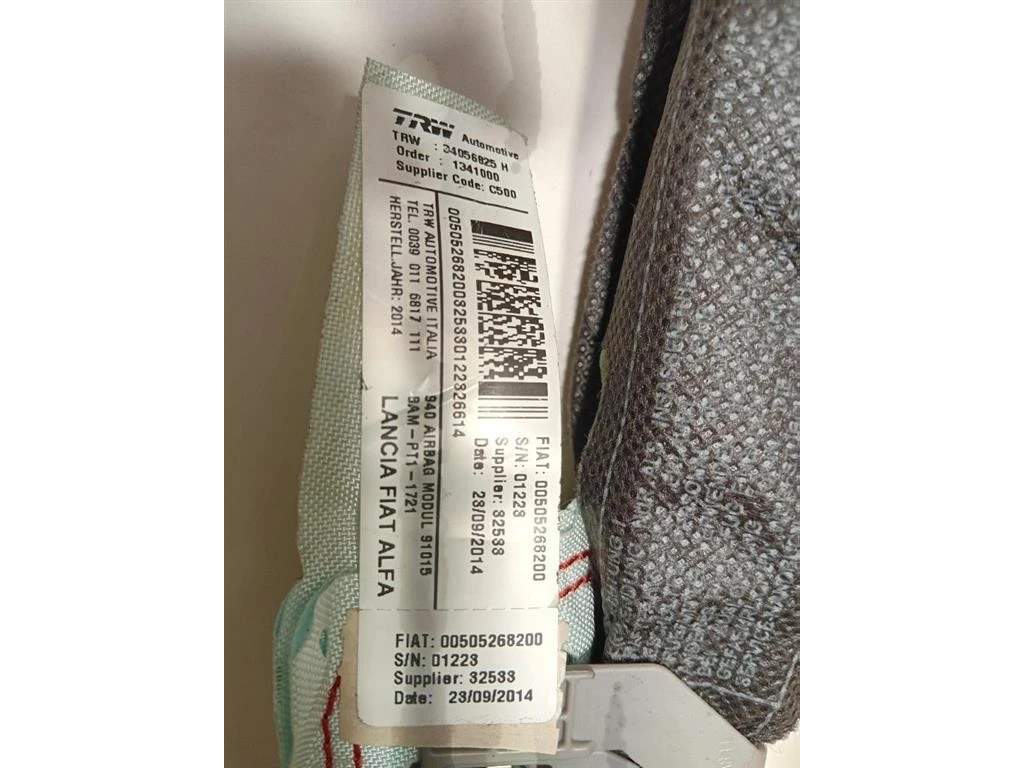 TRW Automotive
TRW : 34056825 H
Order : 1341000
Supplier Code: C500
00505268200325330122326614
TRW AUTOMOTIVE ITALIA
TEL. 0039 011 6817 111
HERSTELL.JAHR: 2014
940 AIRBAG MODUL 91015
BAM-PT1-1721
LANCIA FIAT ALFA
FIAT: 00505268200
S/N: 01223
Supplier: 32533
Date: 23/09/2014
FIAT: 00505268200
S/N: 01223
Supplier: 32533
Date: 23/09/2014